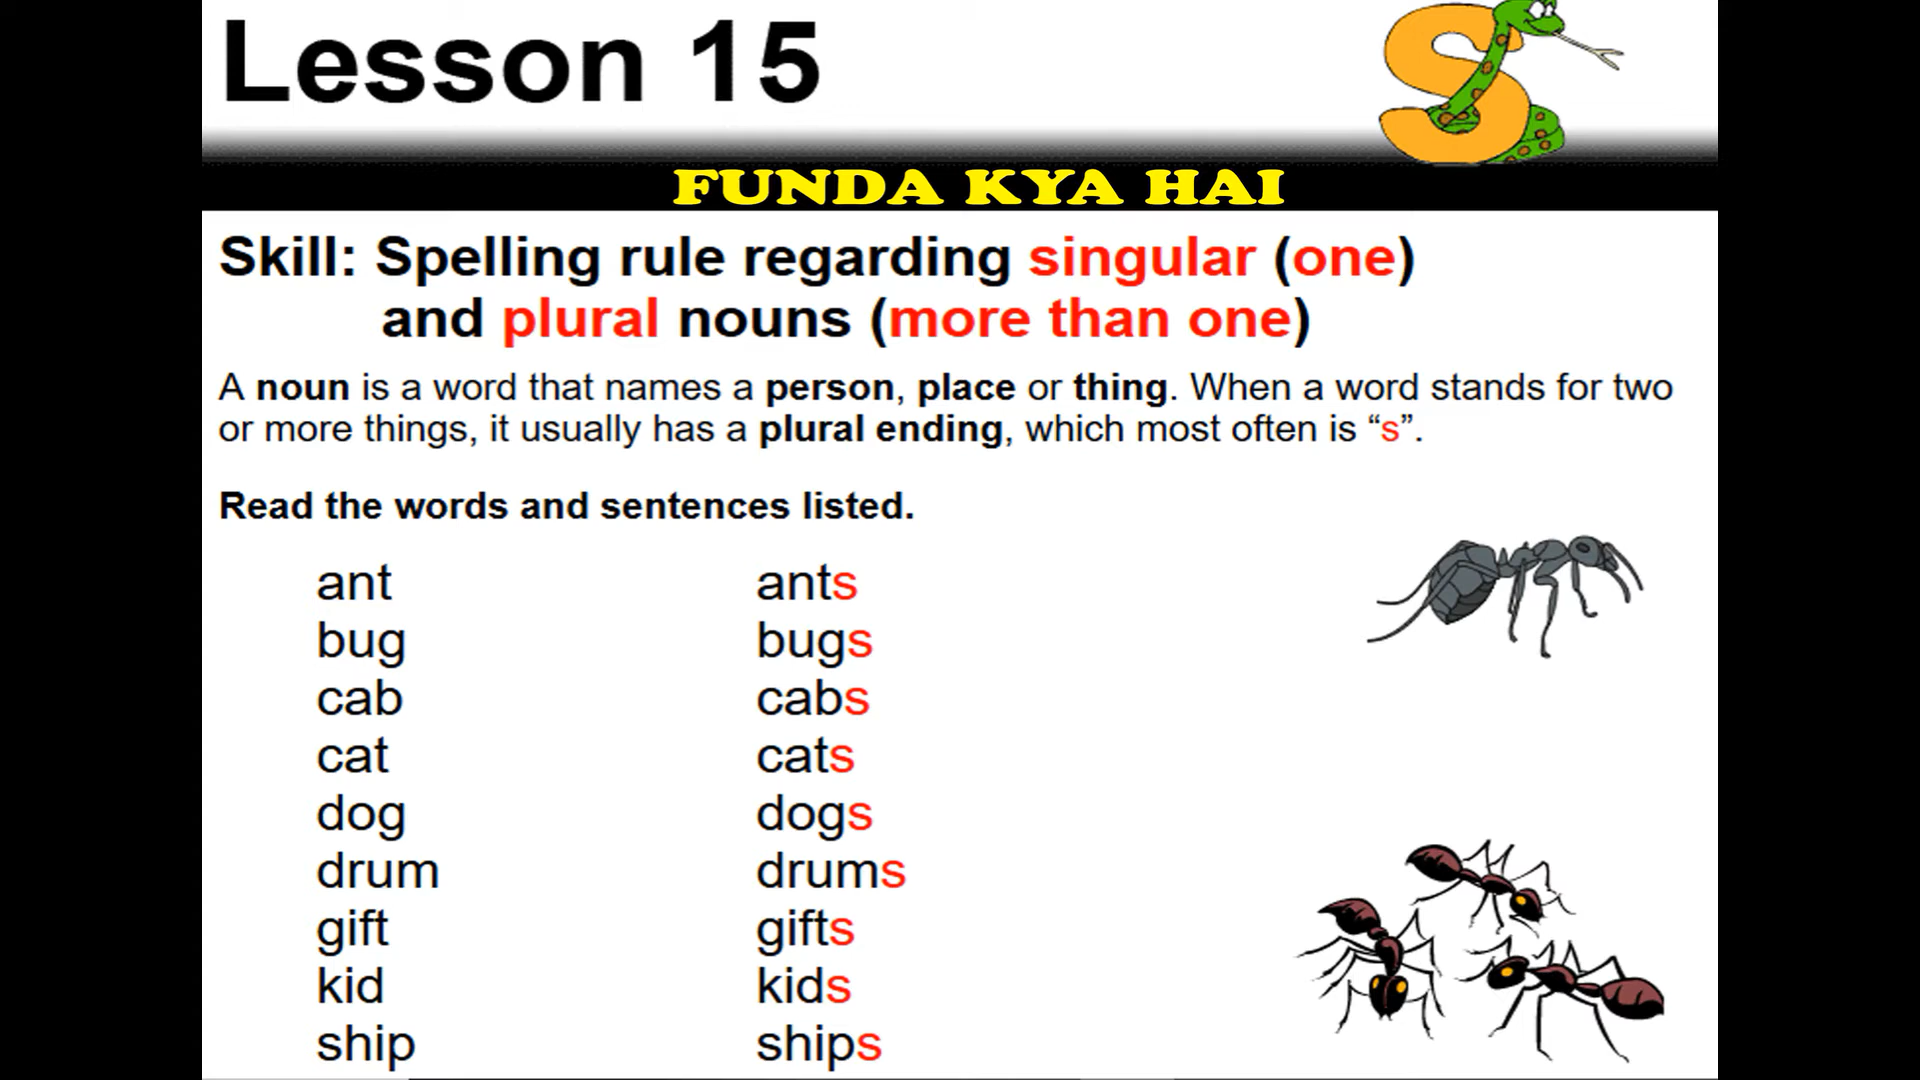 Lesson 15
S
FUNDA KYA HAI
Skill: Spelling rule regarding singular (one)
and plural nouns (more than one)
A noun is a word that names a person, place or thing. When a word stands for two
or more things, it usually has a plural ending, which most often is “s”.
Read the words and sentences listed.
ant ants
bug bugs
cab cabs
cat cats
dog dogs
drum drums
gift gifts
kid kids
ship ships